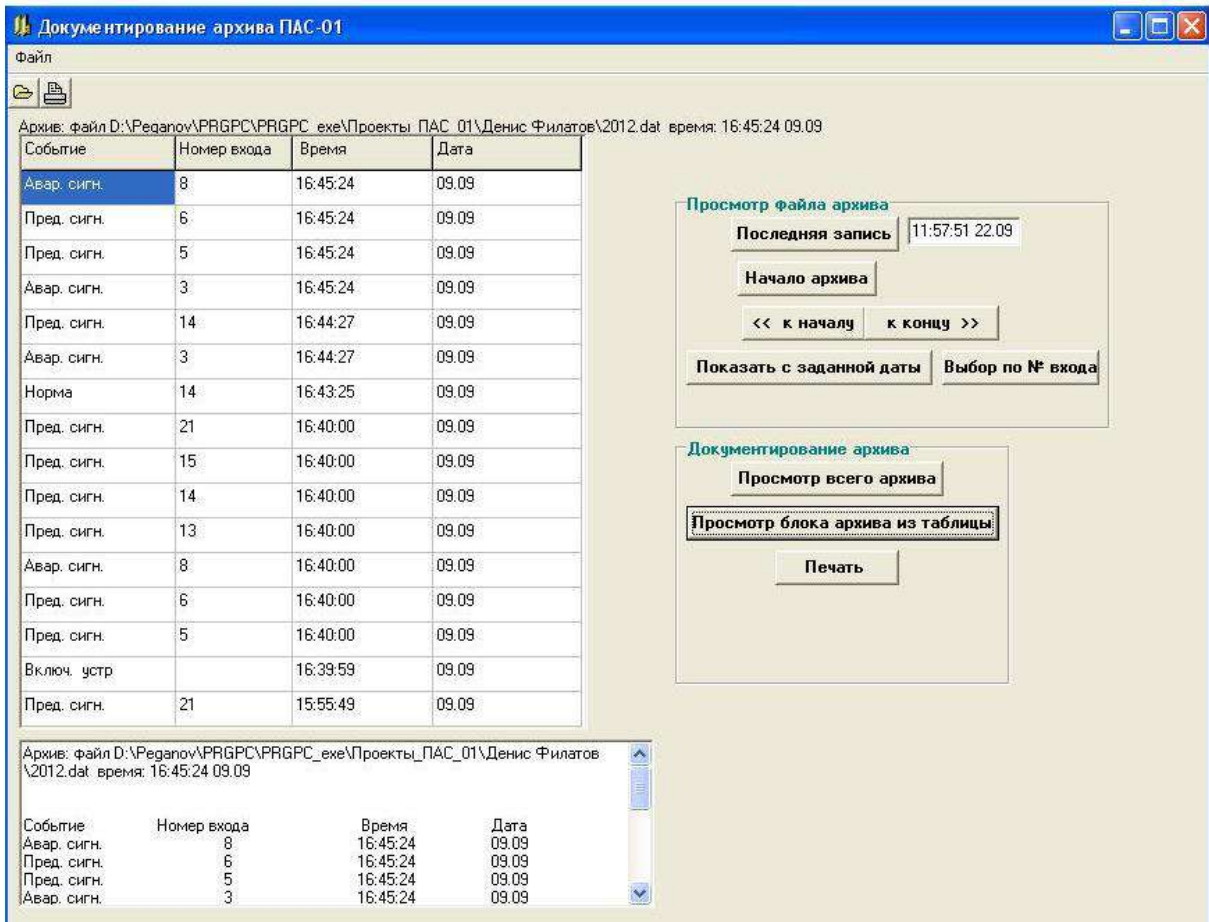 Документирование архива ПАС-01
Файл
Архив: файл D:\Peganov\PRGPC\PRGPC_exe\Проекты_ПАС_01\Денис Филатов\2012.dat время: 16:45:24 09.09
Событие Номер входа Время Дата
Авар. сигн. 8 16:45:24 09.09
Пред. сигн. 6 16:45:24 09.09
Пред. сигн. 5 16:45:24 09.09
Авар. сигн. 3 16:45:24 09.09
Пред. сигн. 14 16:44:27 09.09
Авар. сигн. 3 16:44:27 09.09
Норма 14 16:43:25 09.09
Пред. сигн. 21 16:40:00 09.09
Пред. сигн. 15 16:40:00 09.09
Пред. сигн. 14 16:40:00 09.09
Пред. сигн. 13 16:40:00 09.09
Авар. сигн. 8 16:40:00 09.09
Пред. сигн. 6 16:40:00 09.09
Пред. сигн. 5 16:40:00 09.09
Включ. устр 16:39:59 09.09
Пред. сигн. 21 15:55:49 09.09
Просмотр файла архива
Последняя запись 11:57:51 22.09
Начало архива
<< к началу к концу >>
Показать с заданной даты Выбор по № входа
Документирование архива
Просмотр всего архива
Просмотр блока архива из таблицы
Печать
Архив: файл D:\Peganov\PRGPC\PRGPC_exe\Проекты_ПАС_01\Денис Филатов
\2012.dat время: 16:45:24 09.09
Событие Номер входа Время Дата
Авар. сигн. 8 16:45:24 09.09
Пред. сигн. 6 16:45:24 09.09
Пред. сигн. 5 16:45:24 09.09
Авар. сигн. 3 16:45:24 09.09